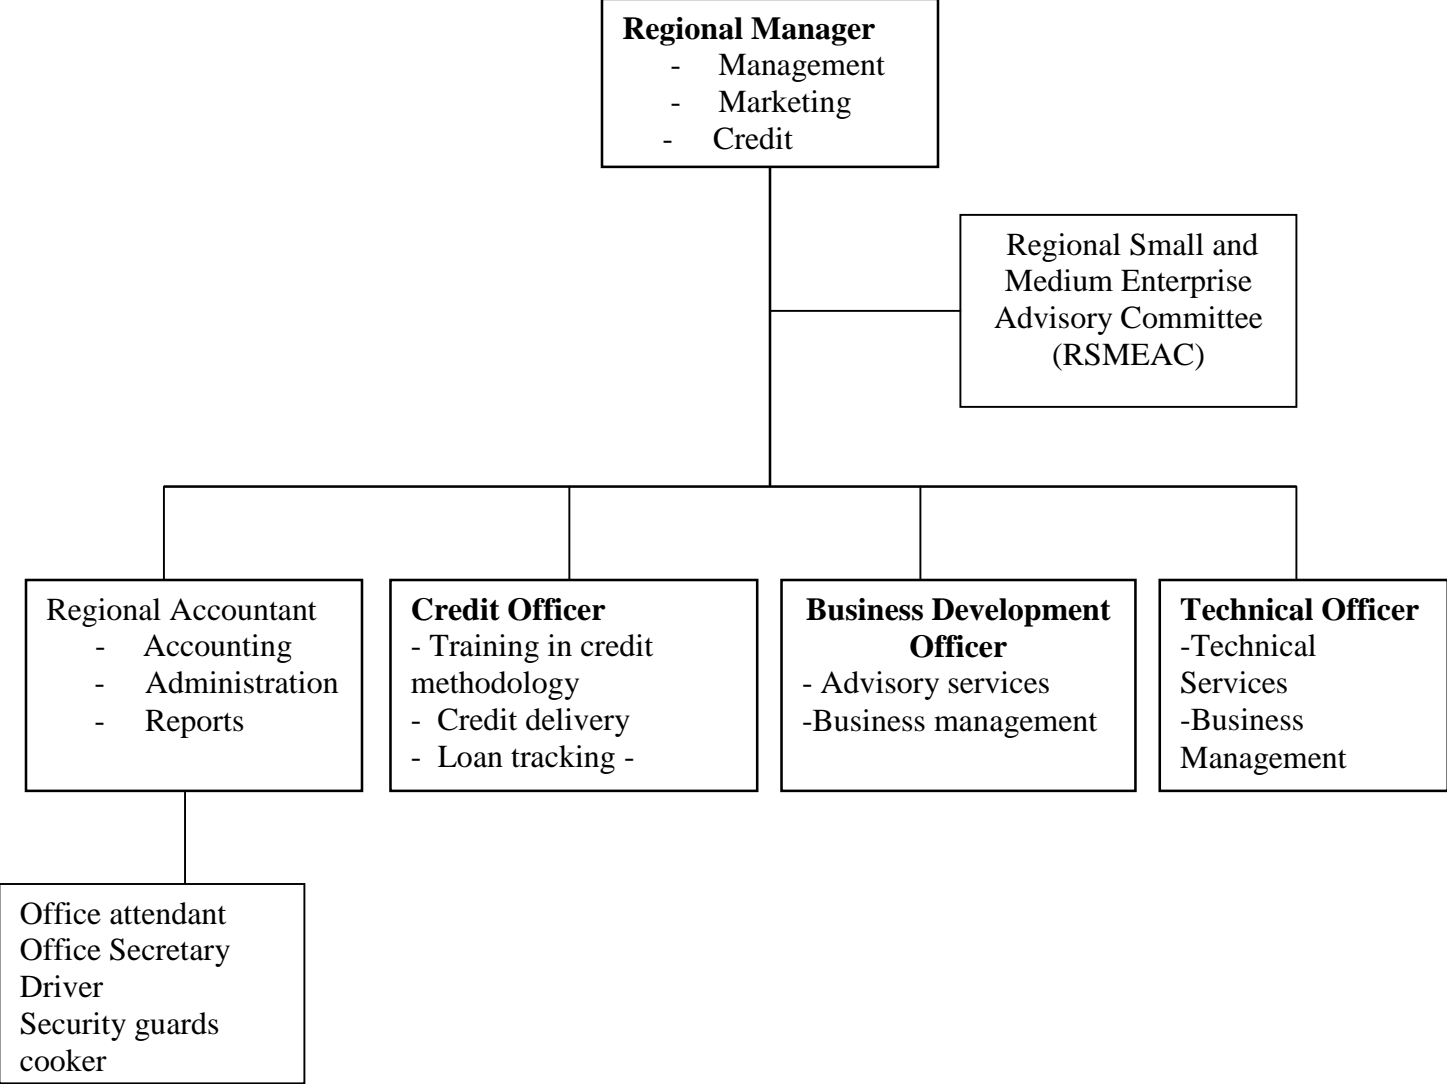 Regional Manager
- Management
- Marketing
- Credit
Regional Small and
Medium Enterprise
Advisory Committee
(RSMEAC)
Regional Accountant
- Accounting
- Administration
- Reports
Credit Officer
- Training in credit
methodology
- Credit delivery
- Loan tracking -
Business Development
Officer
- Advisory services
-Business management
Technical Officer
-Technical
Services
-Business
Management
Office attendant
Office Secretary
Driver
Security guards
cooker